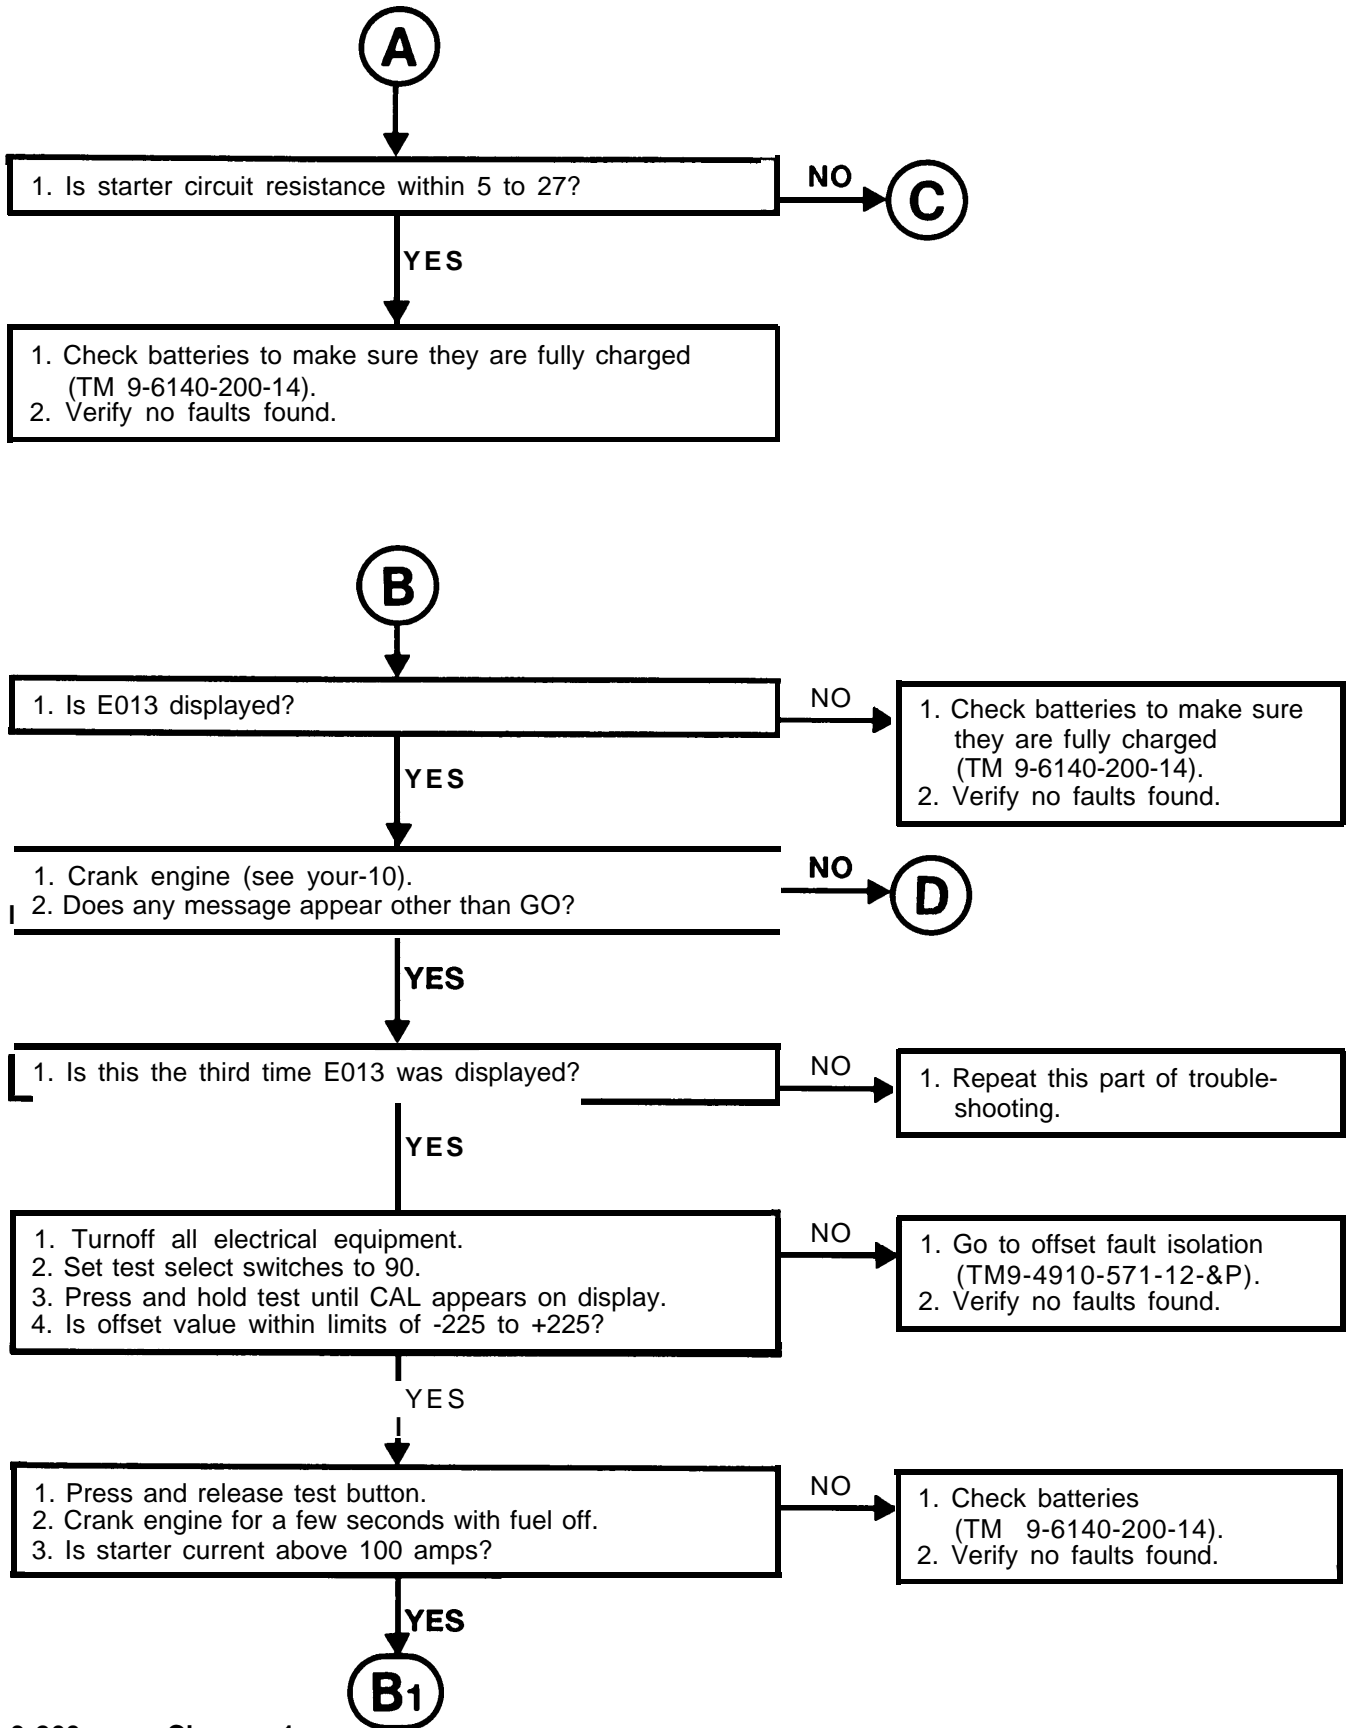 A
1. Is starter circuit resistance within 5 to 27?
NO
C
YES
1. Check batteries to make sure they are fully charged
(TM 9-6140-200-14).
2. Verify no faults found.
B
1. Is E013 displayed?
NO
1. Check batteries to make sure
they are fully charged
(TM 9-6140-200-14).
2. Verify no faults found.
YES
1. Crank engine (see your-10).
2. Does any message appear other than GO?
NO
D
YES
1. Is this the third time E013 was displayed?
NO
1. Repeat this part of trouble-
shooting.
YES
1. Turnoff all electrical equipment.
2. Set test select switches to 90.
3. Press and hold test until CAL appears on display.
4. Is offset value within limits of -225 to +225?
NO
1. Go to offset fault isolation
(TM9-4910-571-12-&P).
2. Verify no faults found.
YES
1. Press and release test button.
2. Crank engine for a few seconds with fuel off.
3. Is starter current above 100 amps?
NO
1. Check batteries
(TM 9-6140-200-14).
2. Verify no faults found.
YES
B1